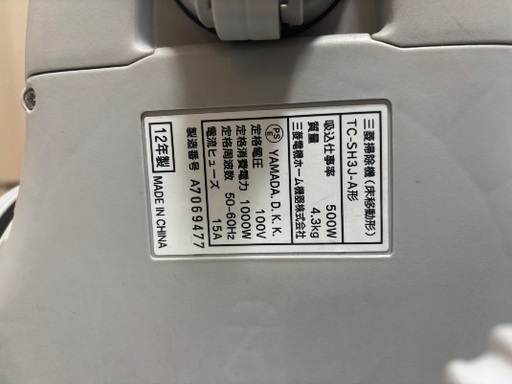 三菱掃除機(床移動形)
TC-SH3J-A形
吸込仕事率 500W
質量 4.3kg
三菱電機ホーム機器株式会社
PSE YAMADA. D. K. K.
定格電圧 100V
定格消費電力 1000W
定格周波数 50-60Hz
電流ヒューズ 15A
製造番号 A7069477
12年製 MADE IN CHINA